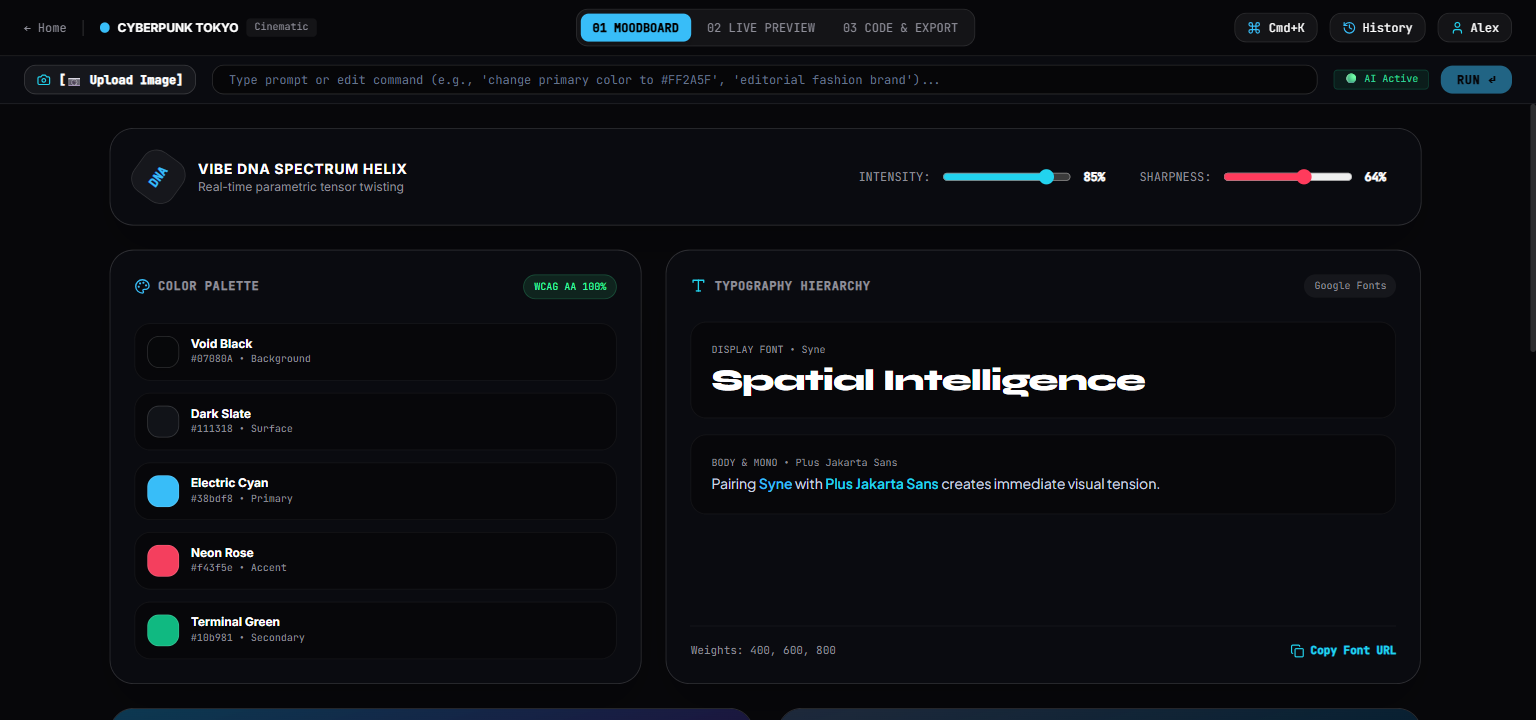 ← Home
CYBERPUNK TOKYO
Cinematic
01 MOODBOARD
02 LIVE PREVIEW
03 CODE & EXPORT
⌘ Cmd+K
History
Alex
[📷 Upload Image]
Type prompt or edit command (e.g., 'change primary color to #FF2A5F', 'editorial fashion brand')...
AI Active
RUN ↵
DNA
VIBE DNA SPECTRUM HELIX
Real-time parametric tensor twisting
INTENSITY:
85%
SHARPNESS:
64%
COLOR PALETTE
WCAG AA 100%
Void Black
#07080A • Background
Dark Slate
#111318 • Surface
Electric Cyan
#38bdf8 • Primary
Neon Rose
#f43f5e • Accent
Terminal Green
#10b981 • Secondary
TYPOGRAPHY HIERARCHY
Google Fonts
DISPLAY FONT • Syne
Spatial Intelligence
BODY & MONO • Plus Jakarta Sans
Pairing Syne with Plus Jakarta Sans creates immediate visual tension.
Weights: 400, 600, 800
Copy Font URL